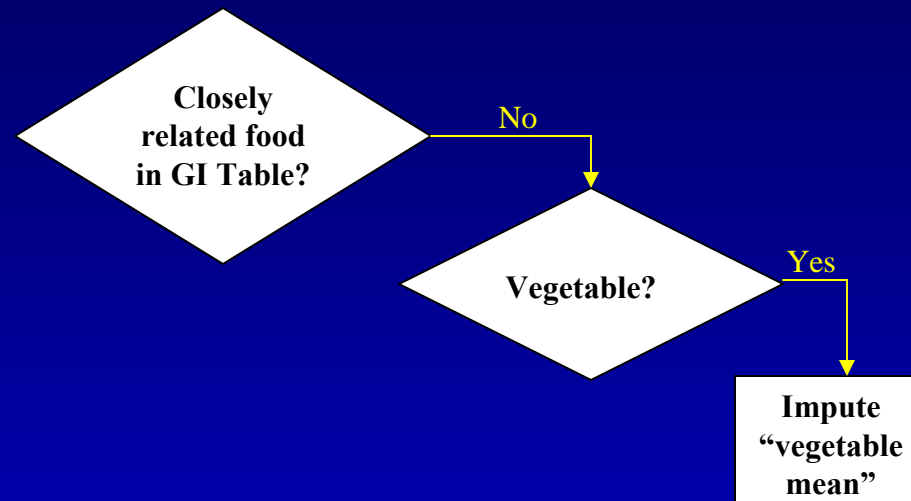 Closely
related food
in GI Table?
No
Vegetable?
Yes
Impute
“vegetable
mean”